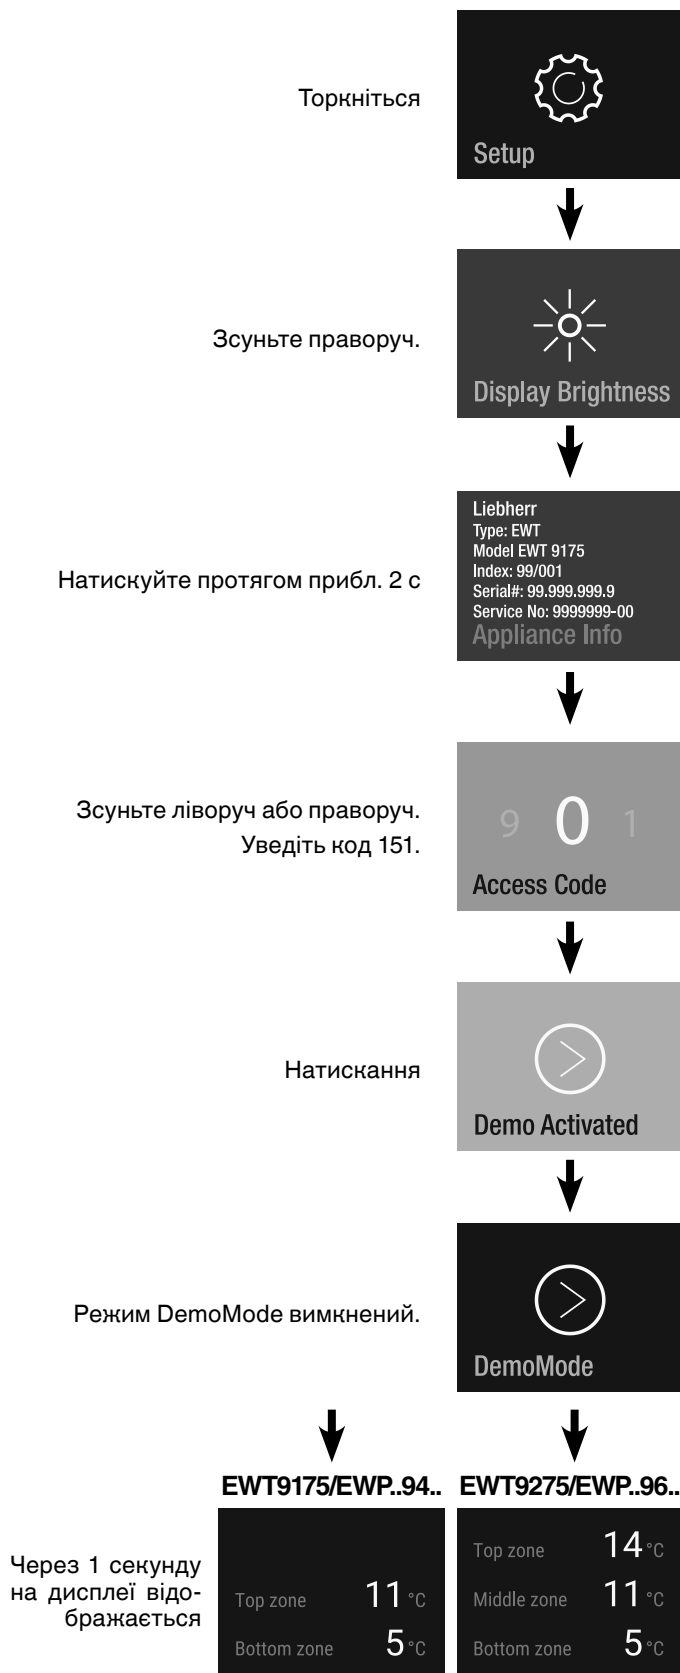 Торкніться
Setup
Зсуньте праворуч.
Display Brightness
Натискуйте протягом прибл. 2 с
Liebherr
Type: EWT
Model EWT 9175
Index: 99/001
Serial#: 99.999.999.9
Service No: 9999999-00
Appliance Info
Зсуньте ліворуч або праворуч.
Уведіть код 151.
9 0 1
Access Code
Натискання
Demo Activated
Режим DemoMode вимкнений.
DemoMode
EWT9175/EWP..94..
EWT9275/EWP..96..
Через 1 секунду
на дисплеї відо-
бражається
Top zone 11 °C
Bottom zone 5 °C
Top zone 14 °C
Middle zone 11 °C
Bottom zone 5 °C